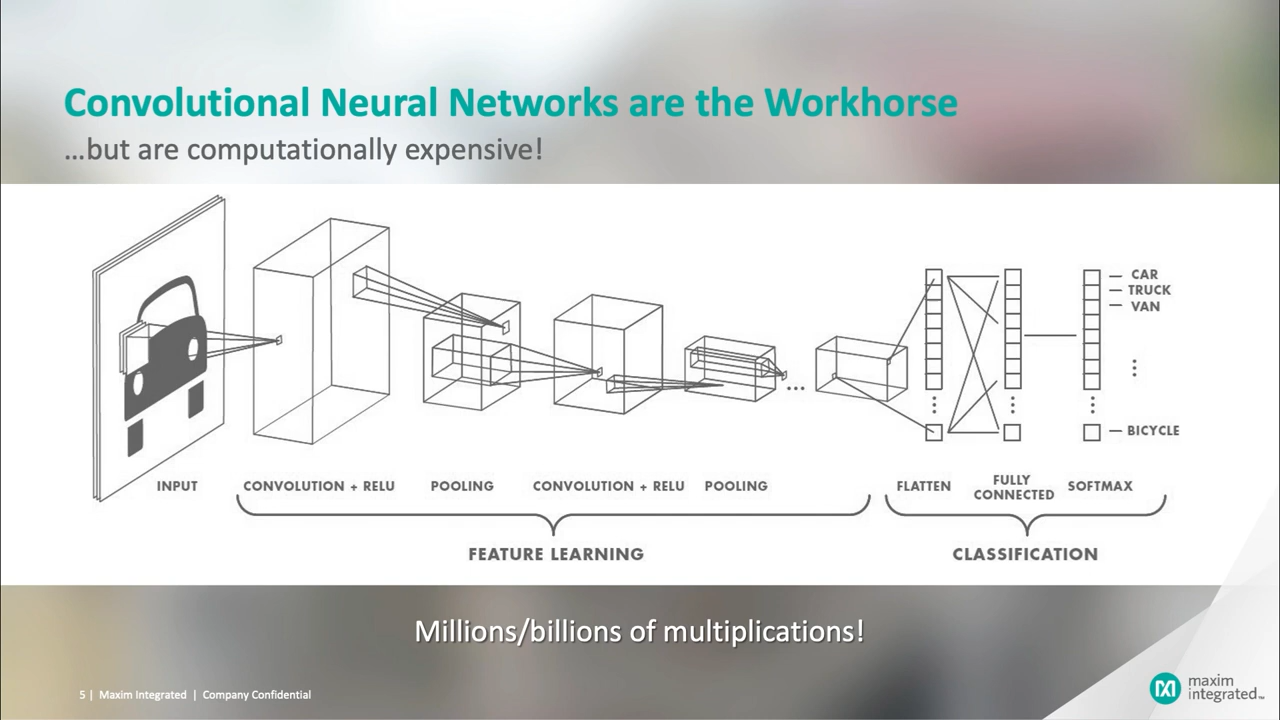 Convolutional Neural Networks are the Workhorse
...but are computationally expensive!
CAR
TRUCK
VAN
BICYCLE
INPUT
CONVOLUTION + RELU
POOLING
CONVOLUTION + RELU
POOLING
FLATTEN
FULLY
CONNECTED
SOFTMAX
FEATURE LEARNING
CLASSIFICATION
Millions/billions of multiplications!
5 | Maxim Integrated | Company Confidential
maxim
integrated™